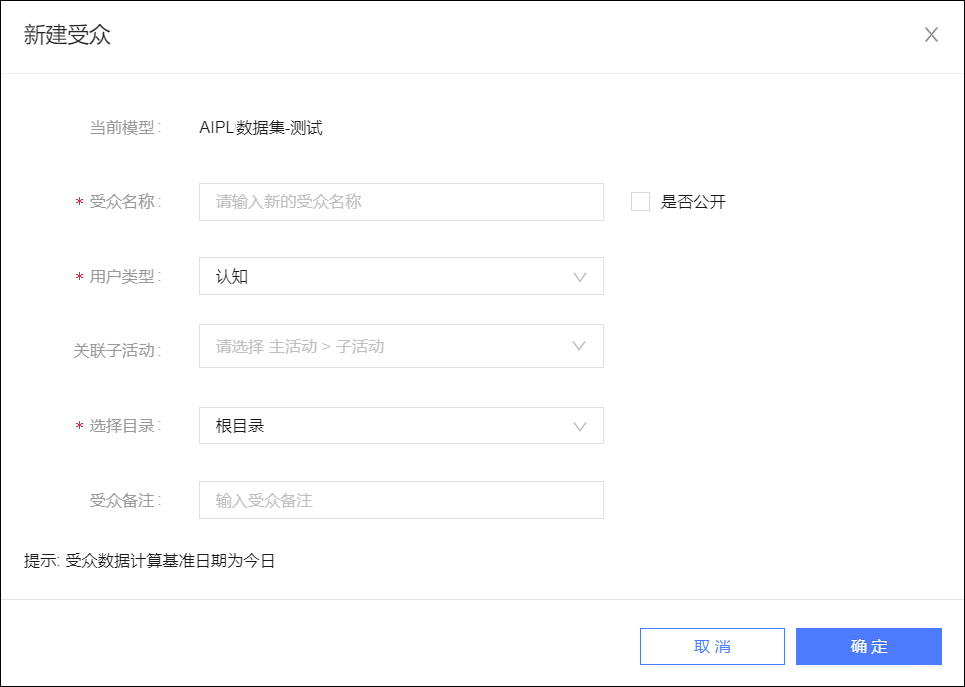 新建受众
当前模型: AIPL数据集-测试
* 受众名称: 请输入新的受众名称 是否公开
* 用户类型: 认知
关联子活动: 请选择 主活动 > 子活动
* 选择目录: 根目录
受众备注: 输入受众备注
提示: 受众数据计算基准日期为今日
取 消 确 定